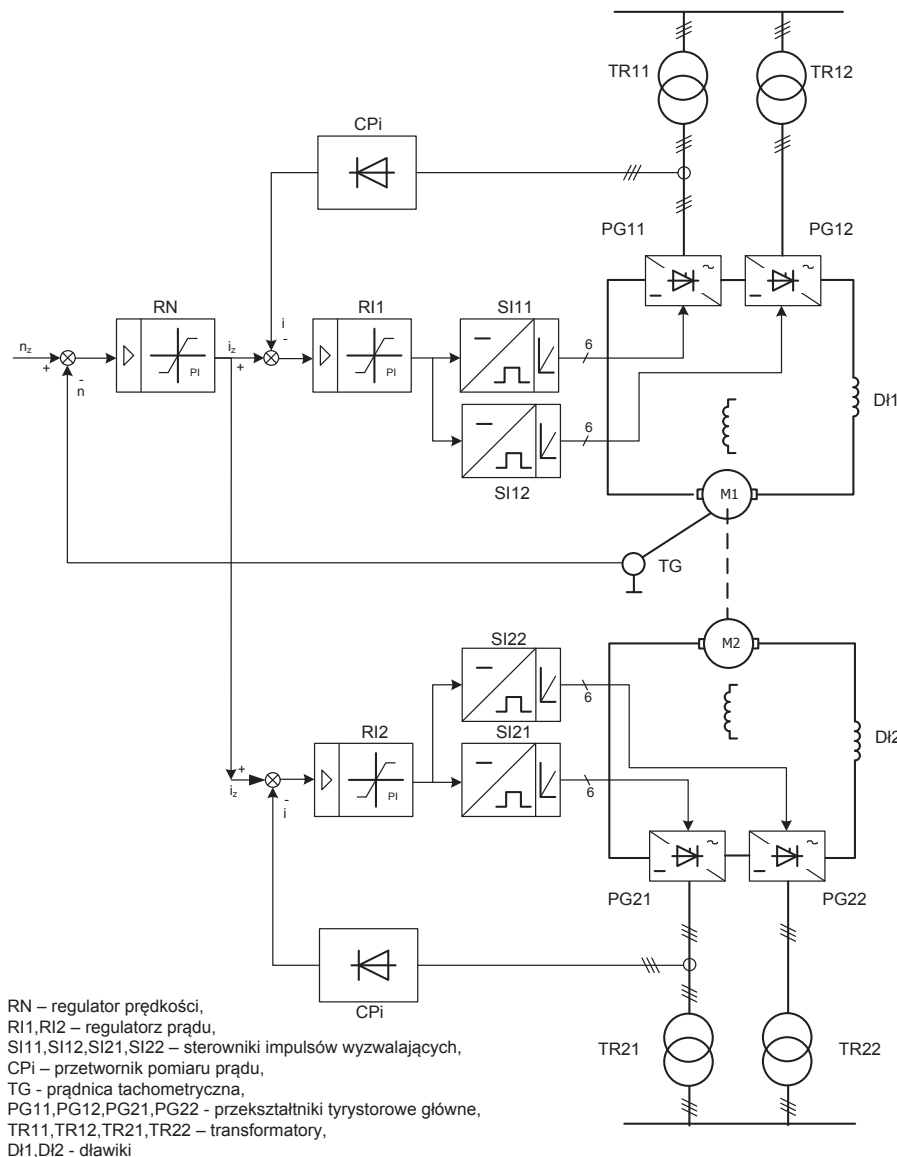 TR11
TR12
CPi
PG11
PG12
~
~
RN
RI1
SI11
i
-
n_z
+
-
n
PI
i_z
+
PI
6
Dł1
6
SI12
M1
TG
M2
SI22
6
SI21
Dł2
RI2
+
i_z
-
i
PI
6
~
~
PG21
PG22
CPi
TR21
TR22
RN – regulator prędkości,
RI1,RI2 – regulatorz prądu,
SI11,SI12,SI21,SI22 – sterowniki impulsów wyzwalających,
CPi – przetwornik pomiaru prądu,
TG - prądnica tachometryczna,
PG11,PG12,PG21,PG22 - przekształtniki tyrystorowe główne,
TR11,TR12,TR21,TR22 – transformatory,
Dł1,Dł2 - dławiki